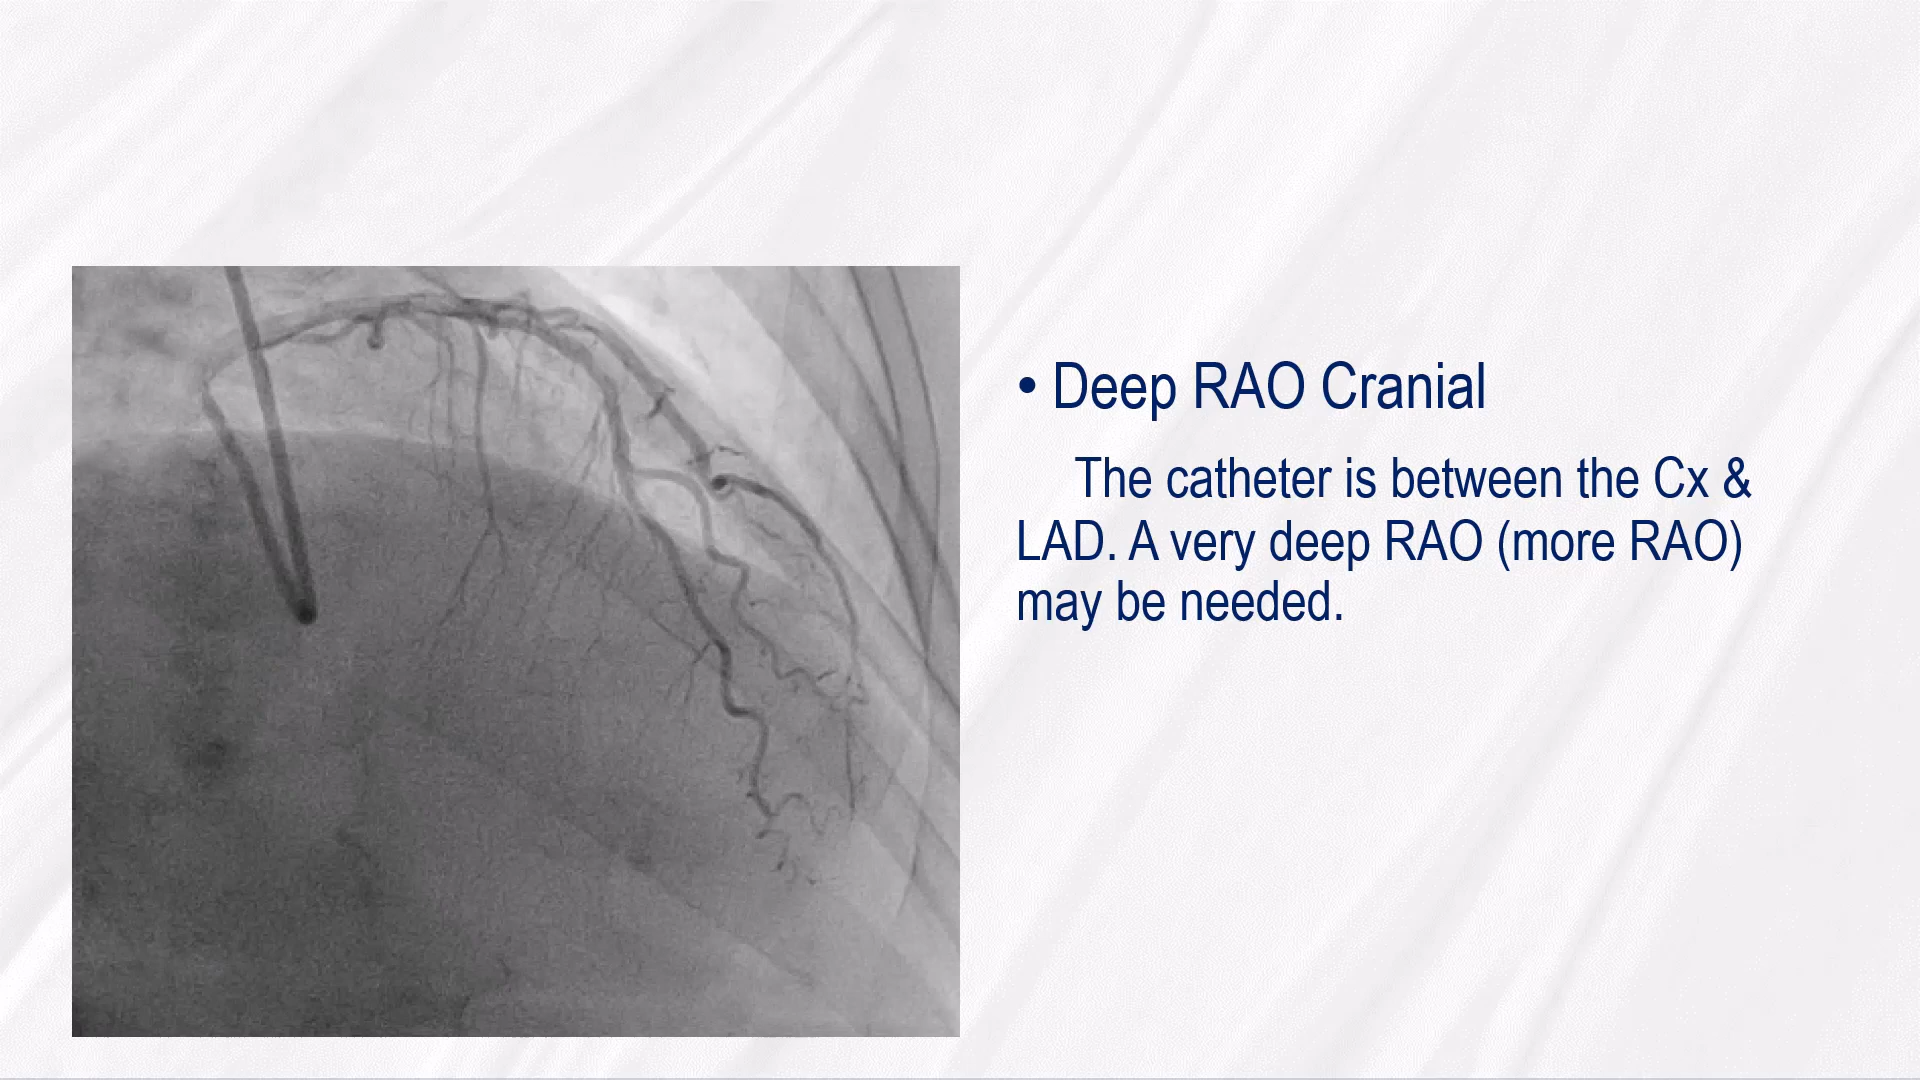 • Deep RAO Cranial
The catheter is between the Cx &
LAD. A very deep RAO (more RAO)
may be needed.